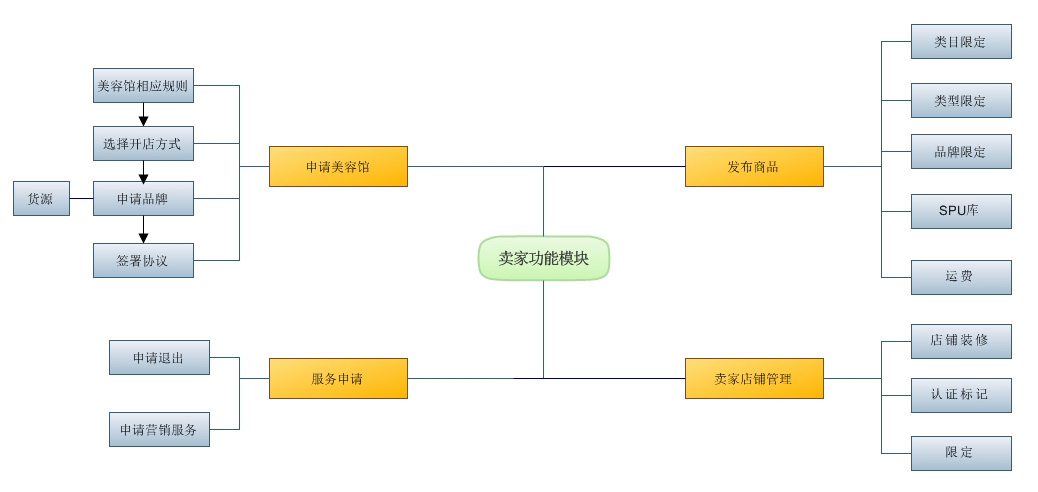 美容馆相应规则
选择开店方式
货源
申请品牌
签署协议
申请美容馆
发布商品
类目限定
类型限定
品牌限定
SPU库
运费
卖家功能模块
申请退出
申请营销服务
服务申请
卖家店铺管理
店铺装修
认证标记
限定